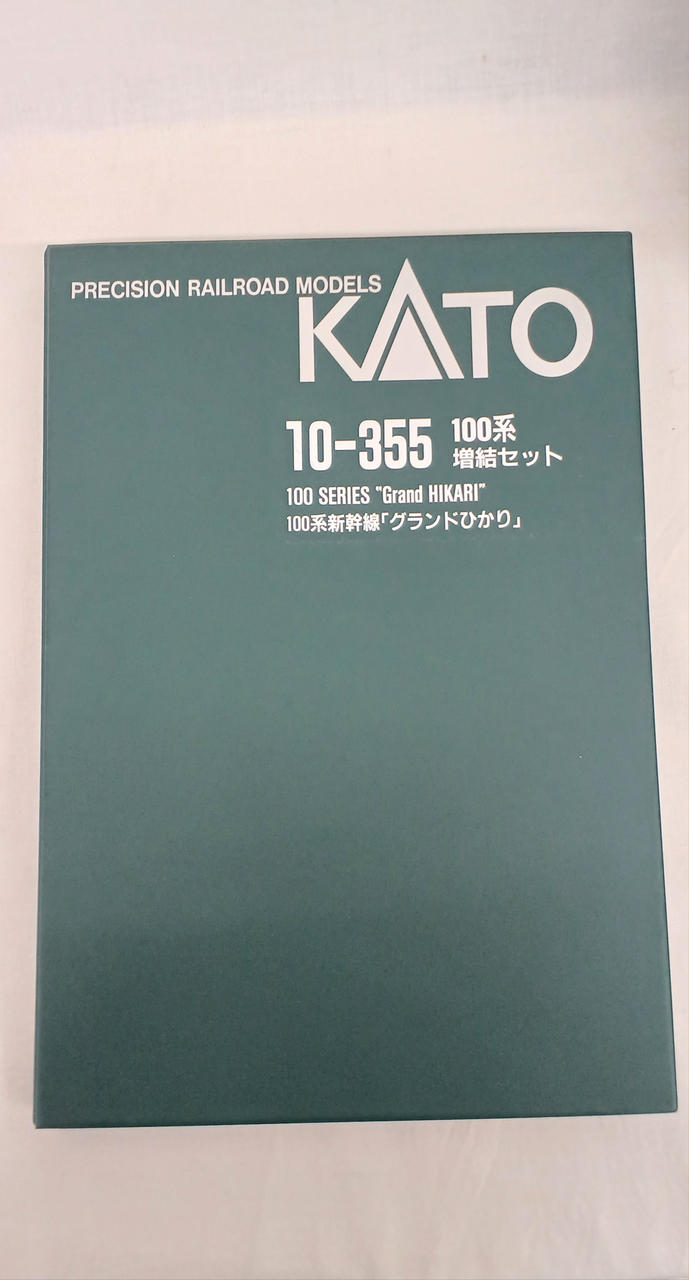 PRECISION RAILROAD MODELS
KATO
10-355 100系
増結セット
100 SERIES "Grand HIKARI"
100系新幹線「グランドひかり」